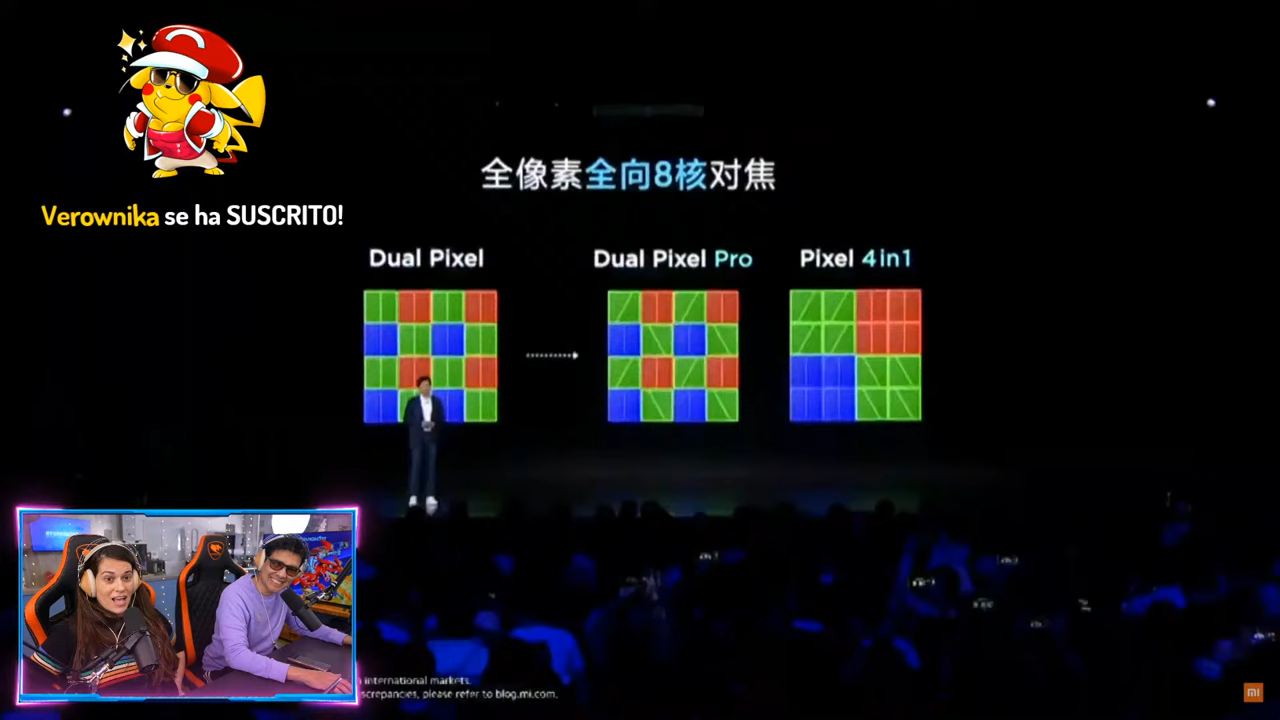 全像素全向8核对焦
Verownika se ha SUSCRITO!
Dual Pixel
Dual Pixel Pro
Pixel 4in1
international markets.
screpancies, please refer to blog.mi.com.
mi